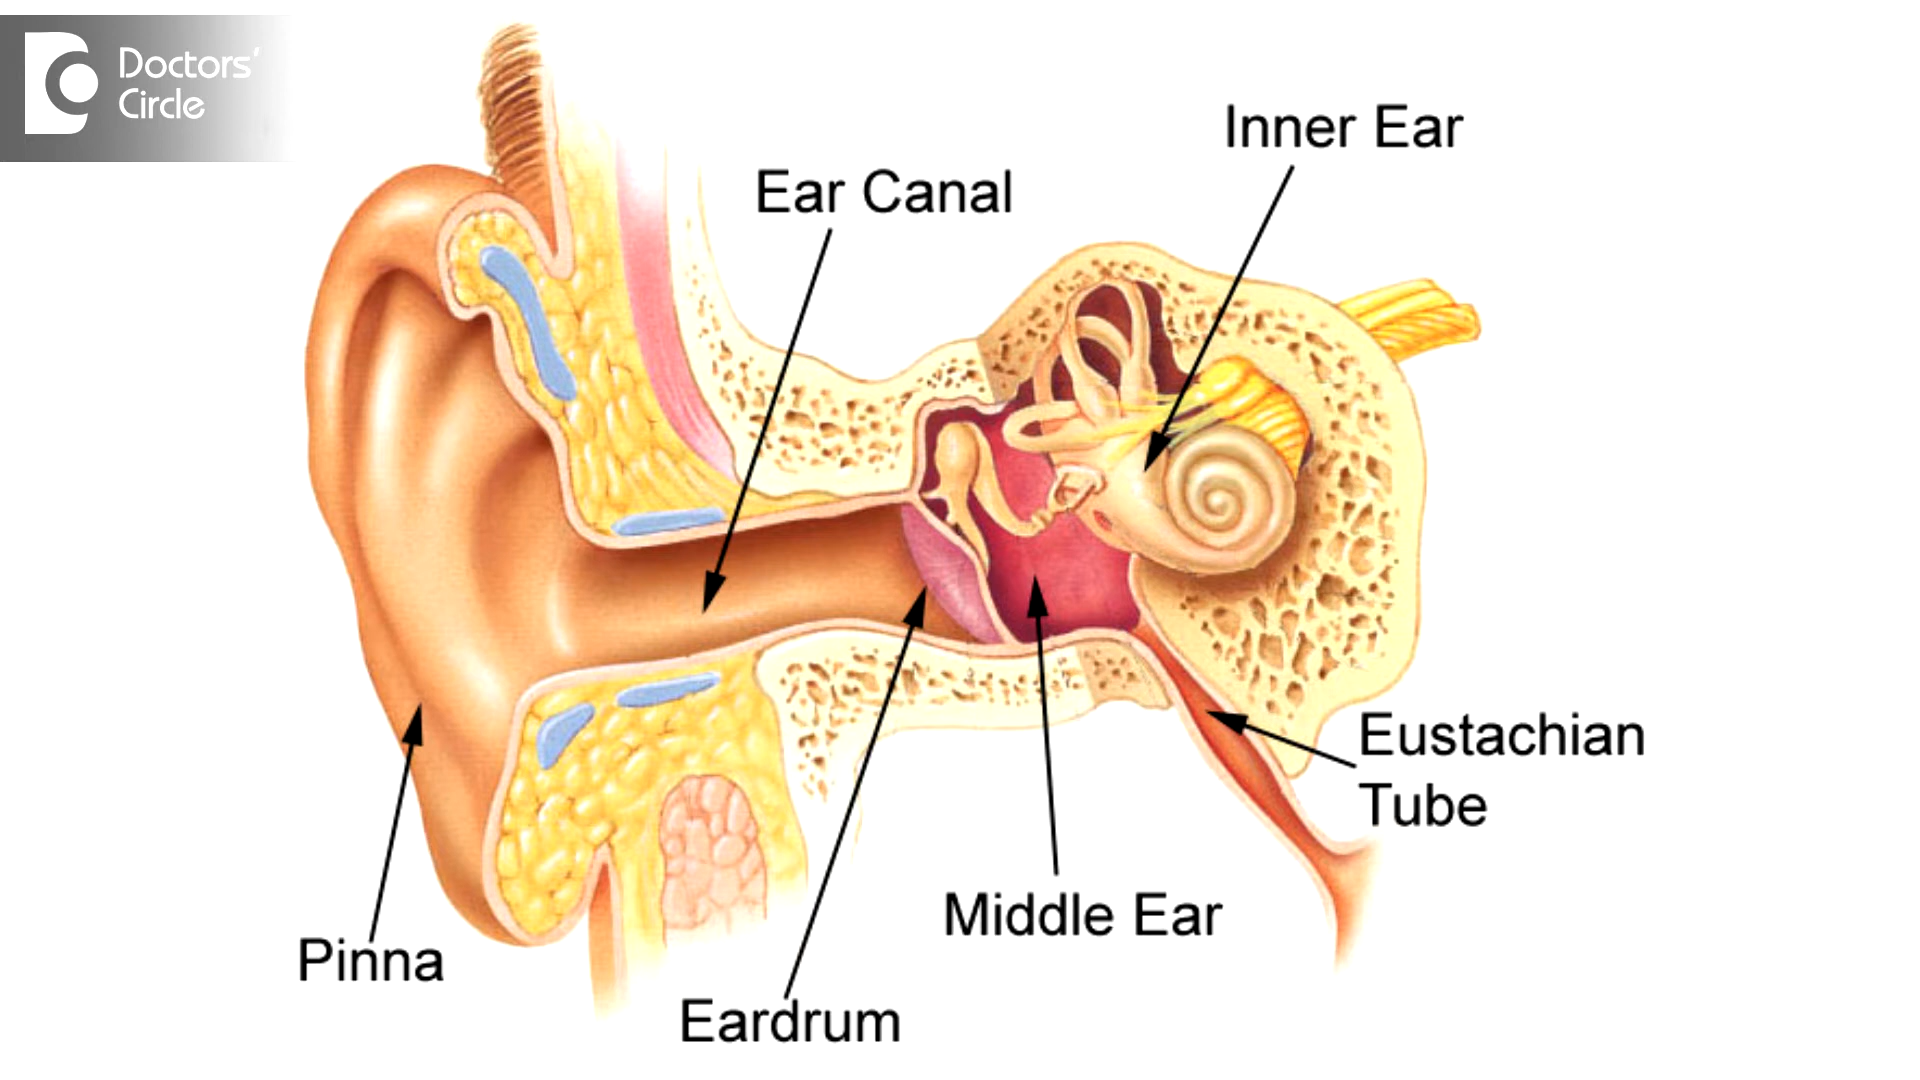 Doctors'
Circle
Inner Ear
Ear Canal
Eustachian
Tube
Middle Ear
Pinna
Eardrum